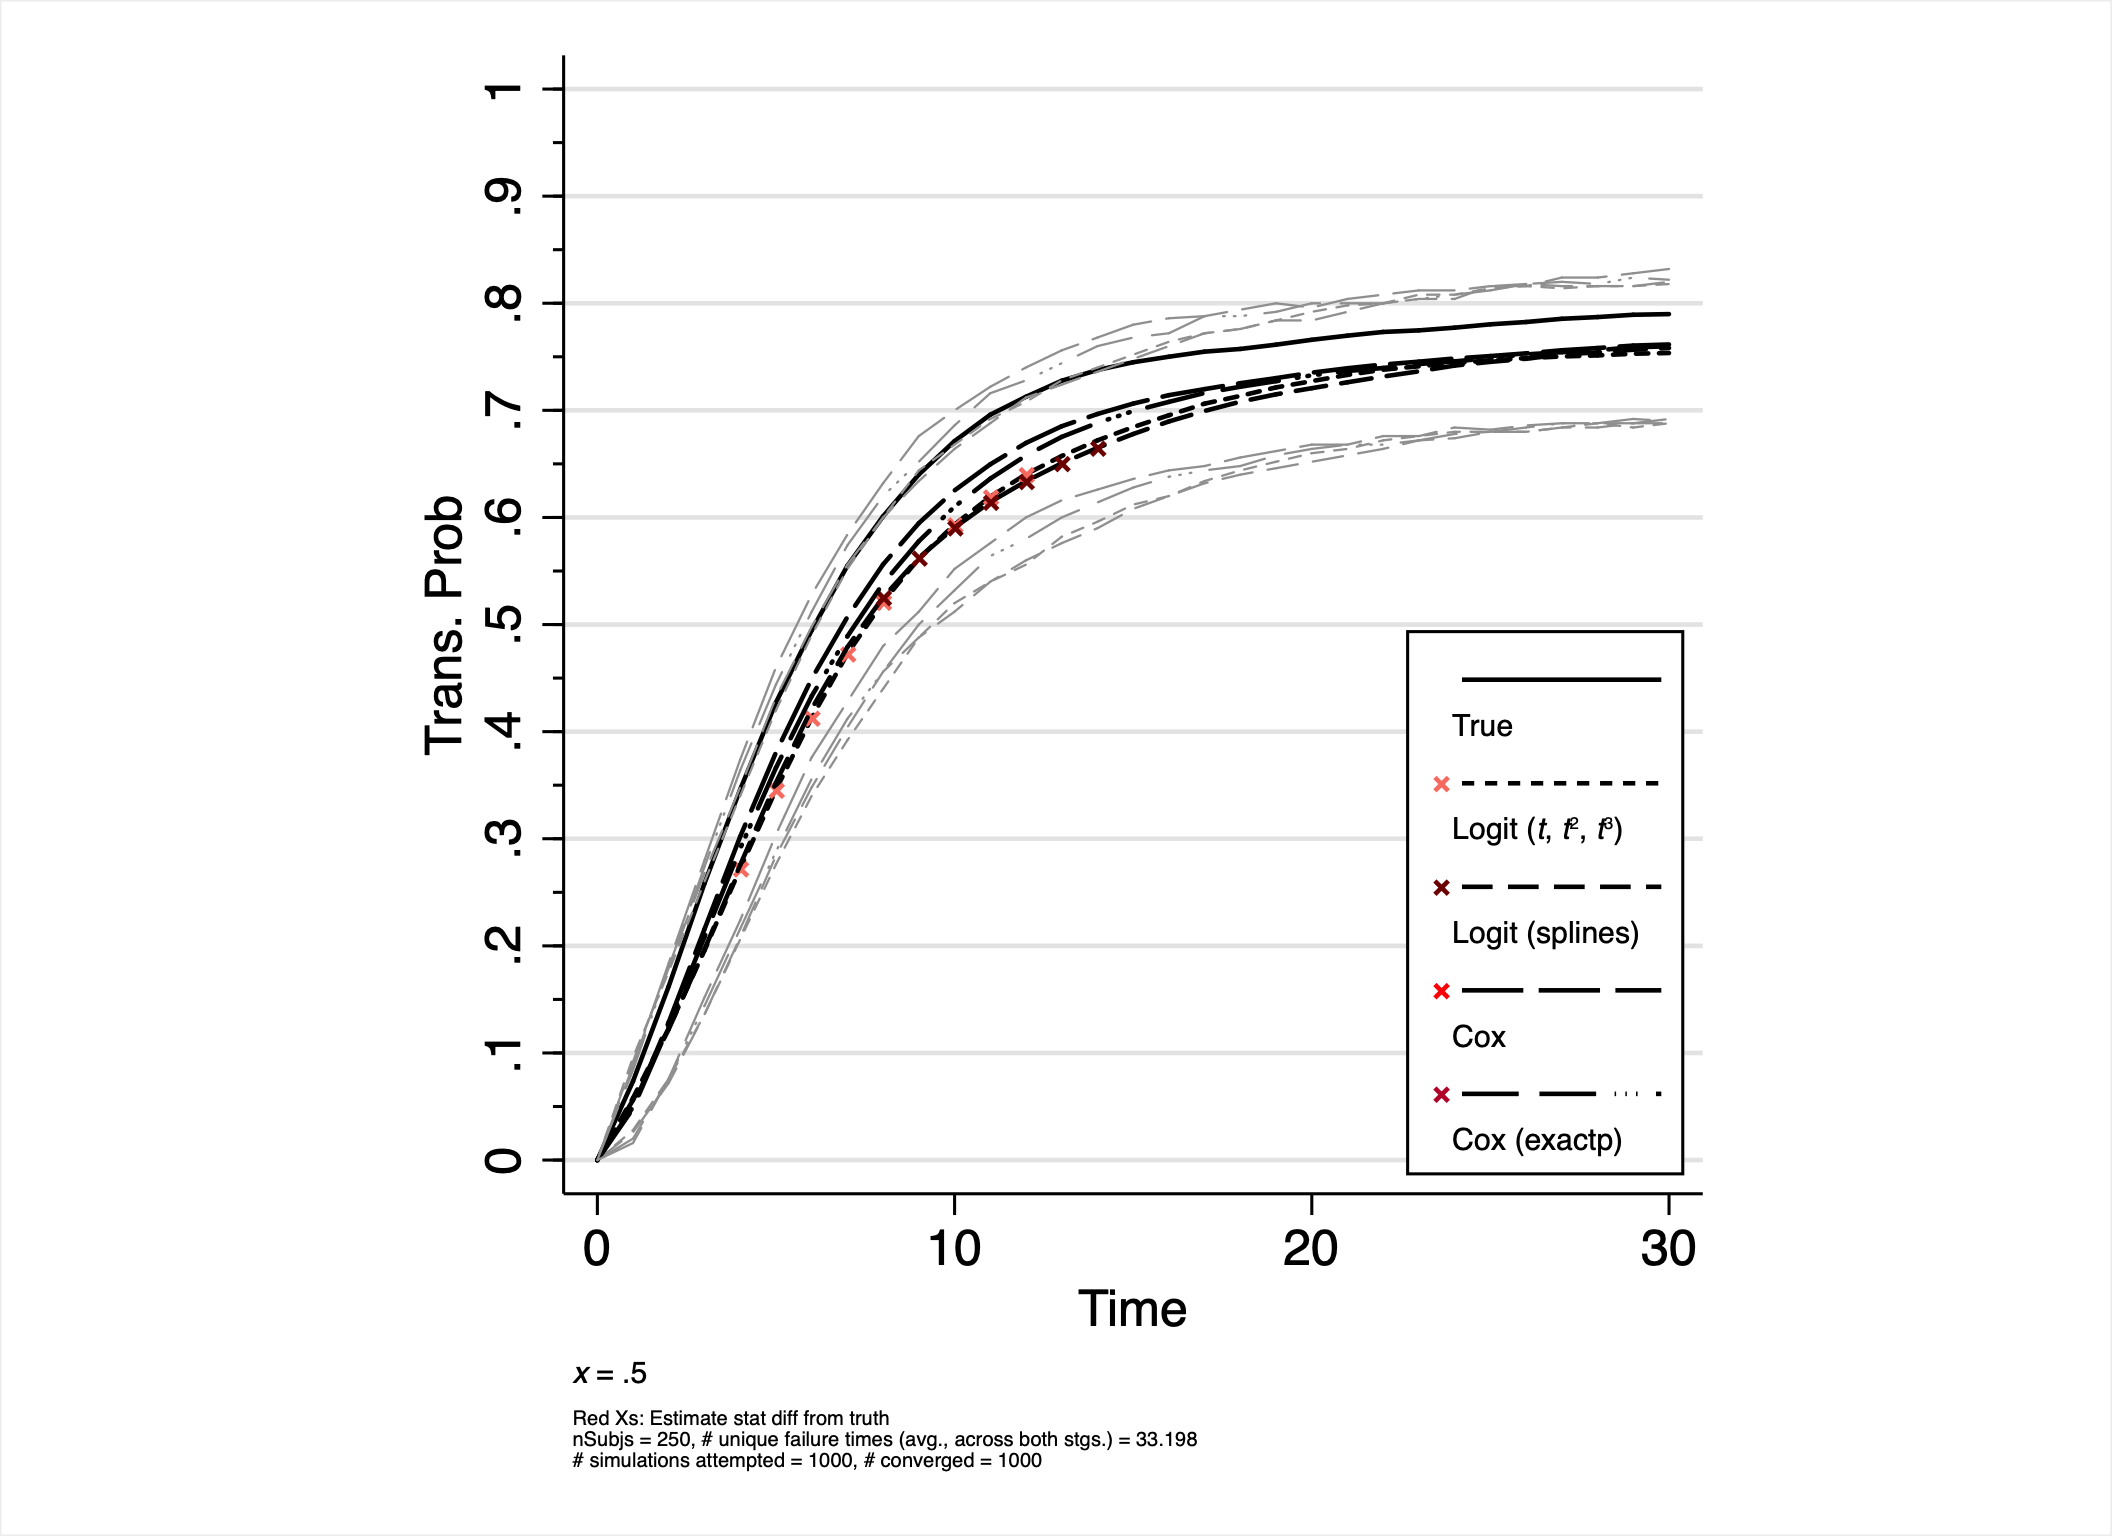 1
.9
.8
.7
.6
.5
.4
.3
.2
.1
0
Trans. Prob
0 10 20 30
Time
True
Logit (t, t², t³)
Logit (splines)
Cox
Cox (exactp)
x = .5
Red Xs: Estimate stat diff from truth
nSubjs = 250, # unique failure times (avg., across both stgs.) = 33.198
# simulations attempted = 1000, # converged = 1000